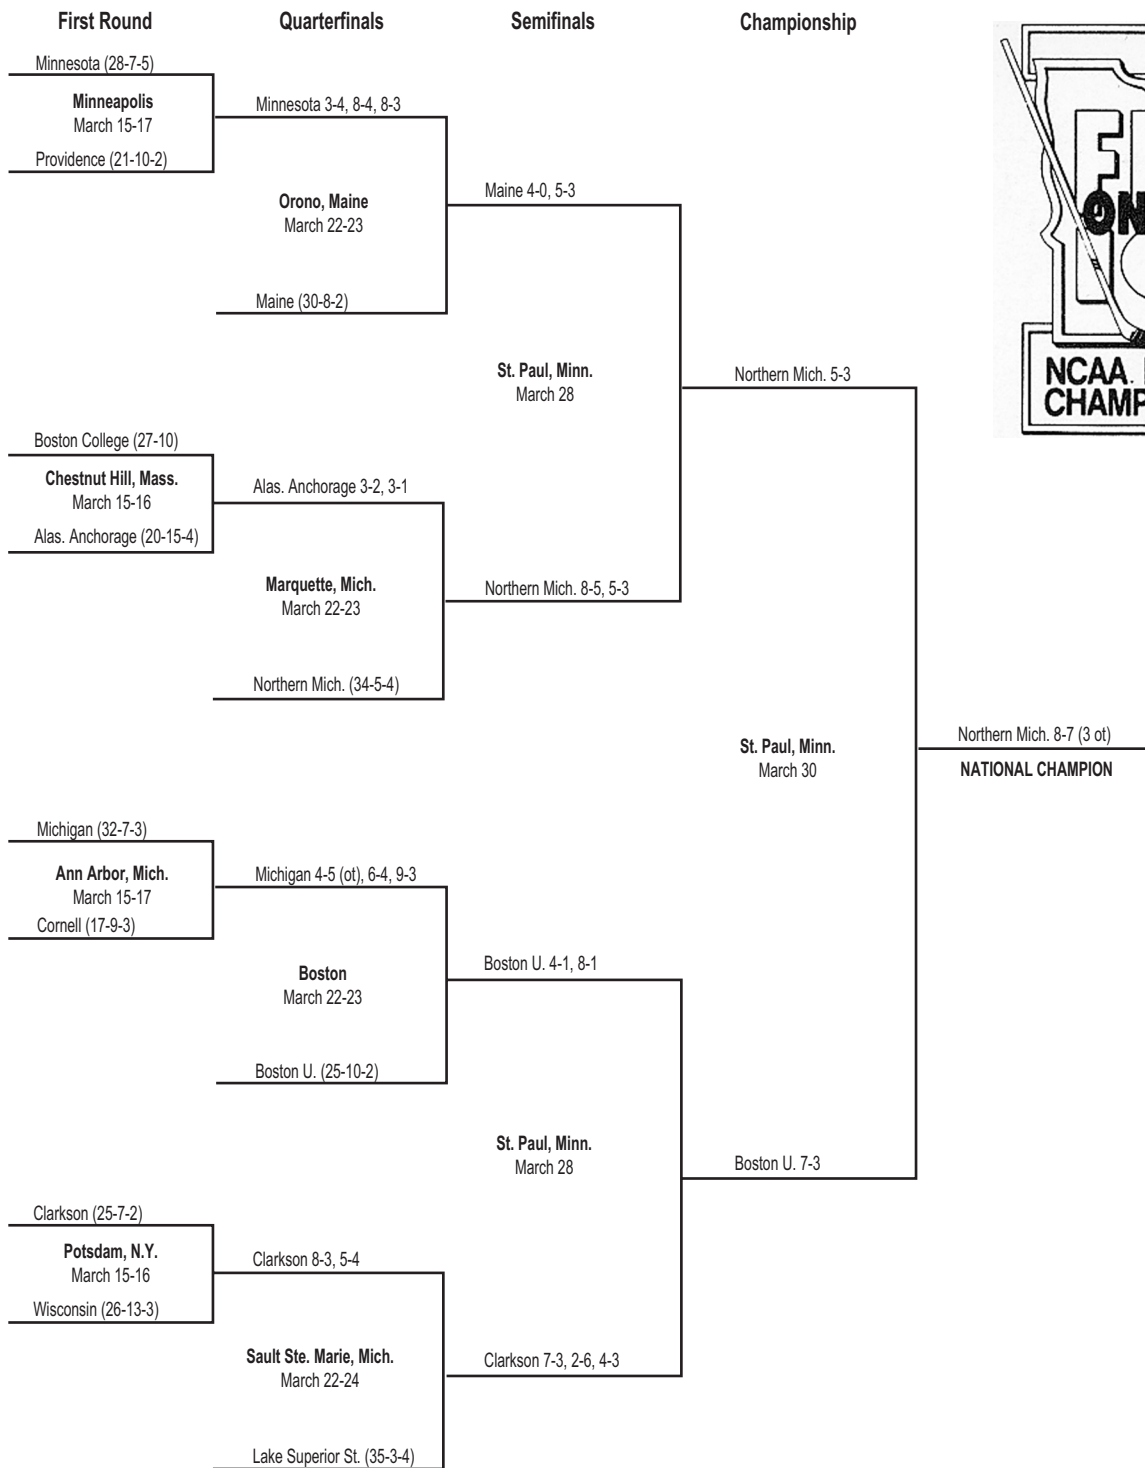 First Round Quarterfinals Semifinals Championship
Minnesota (28-7-5)
Minneapolis
March 15-17
Providence (21-10-2)
Minnesota 3-4, 8-4, 8-3
Orono, Maine
March 22-23
Maine (30-8-2)
Maine 4-0, 5-3
St. Paul, Minn.
March 28
Boston College (27-10)
Chestnut Hill, Mass.
March 15-16
Alas. Anchorage (20-15-4)
Alas. Anchorage 3-2, 3-1
Marquette, Mich.
March 22-23
Northern Mich. (34-5-4)
Northern Mich. 8-5, 5-3
Northern Mich. 5-3
St. Paul, Minn.
March 30
Northern Mich. 8-7 (3 ot)
NATIONAL CHAMPION
Michigan (32-7-3)
Ann Arbor, Mich.
March 15-17
Cornell (17-9-3)
Michigan 4-5 (ot), 6-4, 9-3
Boston
March 22-23
Boston U. (25-10-2)
Boston U. 4-1, 8-1
St. Paul, Minn.
March 28
Boston U. 7-3
Clarkson (25-7-2)
Potsdam, N.Y.
March 15-16
Wisconsin (26-13-3)
Clarkson 8-3, 5-4
Sault Ste. Marie, Mich.
March 22-24
Lake Superior St. (35-3-4)
Clarkson 7-3, 2-6, 4-3
NCAA
CHAMP